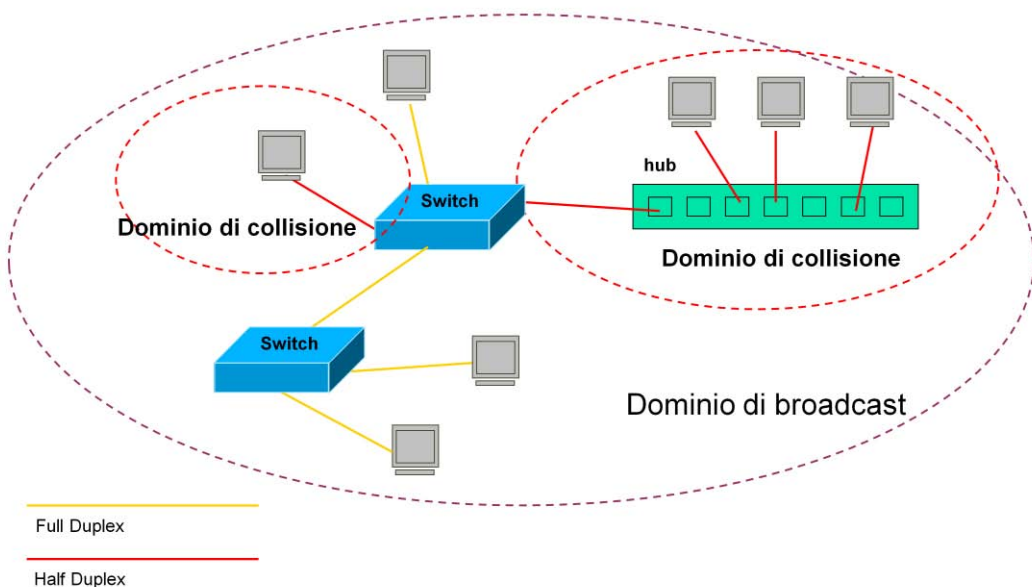 hub
Switch
Dominio di collisione
Dominio di collisione
Switch
Dominio di broadcast
Full Duplex
Half Duplex